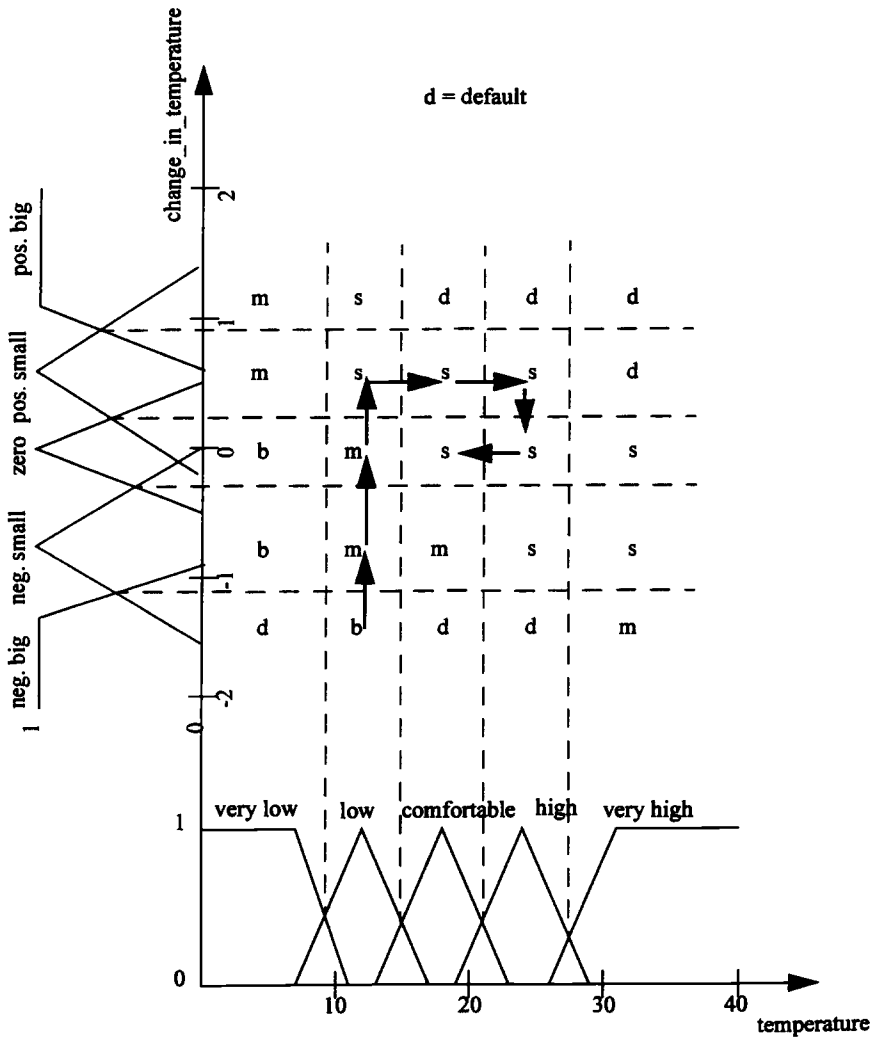 change_in_temperature
d = default
2
pos. big
m s d d d
1
pos. small
m s s s d
zero
0
b m s s s
neg. small
b m m s s
-1
neg. big
d b d d m
-2
1
0
very low low comfortable high very high
1
0
10 20 30 40
temperature